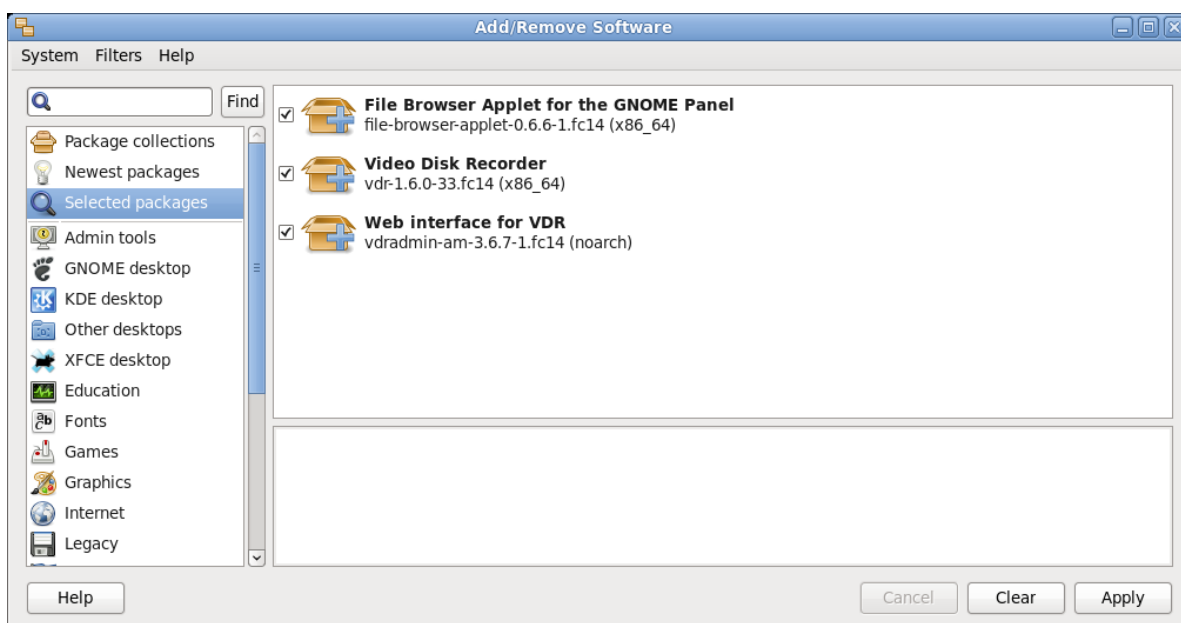 Add/Remove Software
System Filters Help
Find
Package collections
Newest packages
Selected packages
Admin tools
GNOME desktop
KDE desktop
Other desktops
XFCE desktop
Education
Fonts
Games
Graphics
Internet
Legacy
File Browser Applet for the GNOME Panel
file-browser-applet-0.6.6-1.fc14 (x86_64)
Video Disk Recorder
vdr-1.6.0-33.fc14 (x86_64)
Web interface for VDR
vdradmin-am-3.6.7-1.fc14 (noarch)
Help
Cancel
Clear
Apply